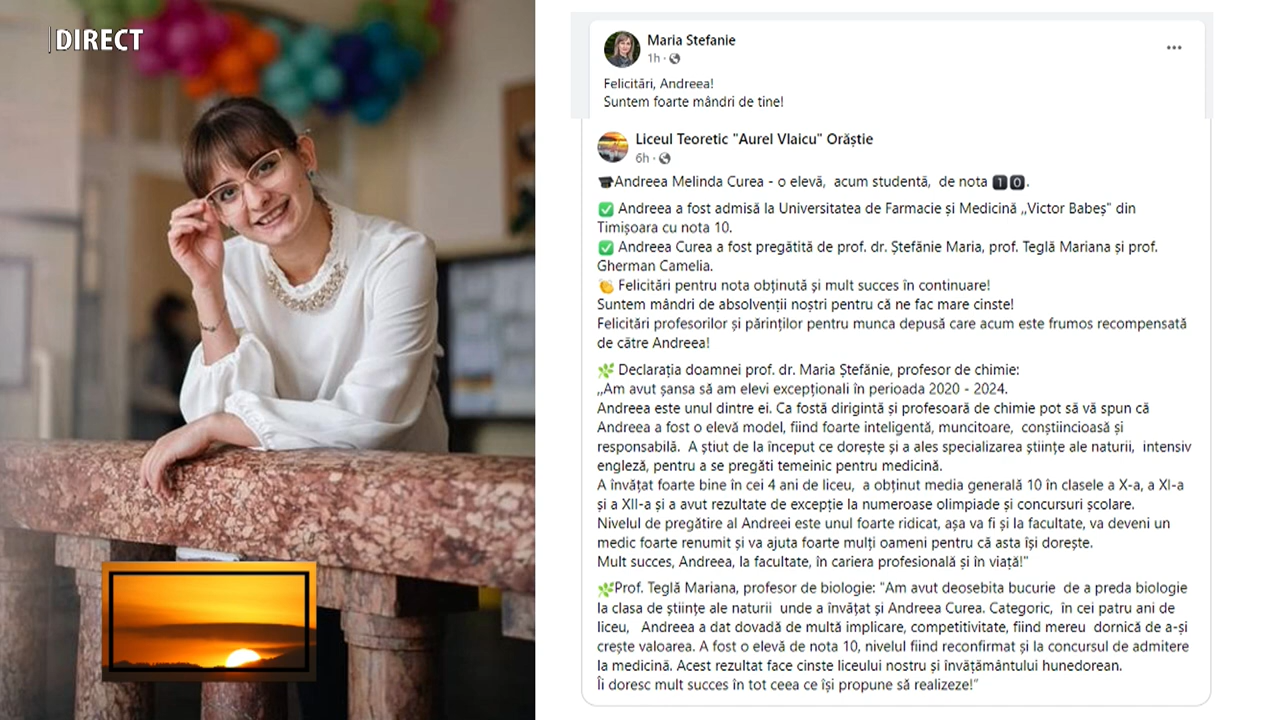 DIRECT
Maria Stefanie
1h ·
Felicitări, Andreea!
Suntem foarte mândri de tine!
Liceul Teoretic "Aurel Vlaicu" Orăștie
6h ·
🎓Andreea Melinda Curea - o elevă, acum studentă, de nota 1️⃣0️⃣.
✅ Andreea a fost admisă la Universitatea de Farmacie și Medicină ,,Victor Babeș" din
Timișoara cu nota 10.
✅ Andreea Curea a fost pregătită de prof. dr. Ștefănie Maria, prof. Teglă Mariana și prof.
Gherman Camelia.
👏 Felicitări pentru nota obținută și mult succes în continuare!
Suntem mândri de absolvenții noștri pentru că ne fac mare cinste!
Felicitări profesorilor și părinților pentru munca depusă care acum este frumos recompensată
de către Andreea!
🌿 Declarația doamnei prof. dr. Maria Ștefănie, profesor de chimie:
,,Am avut șansa să am elevi excepționali în perioada 2020 - 2024.
Andreea este unul dintre ei. Ca fostă dirigintă și profesoară de chimie pot să vă spun că
Andreea a fost o elevă model, fiind foarte inteligentă, muncitoare, conștiincioasă și
responsabilă. A știut de la început ce dorește și a ales specializarea științe ale naturii, intensiv
engleză, pentru a se pregăti temeinic pentru medicină.
A învățat foarte bine în cei 4 ani de liceu, a obținut media generală 10 în clasele a X-a, a XI-a
și a XII-a și a avut rezultate de excepție la numeroase olimpiade și concursuri școlare.
Nivelul de pregătire al Andreei este unul foarte ridicat, așa va fi și la facultate, va deveni un
medic foarte renumit și va ajuta foarte mulți oameni pentru că asta își dorește.
Mult succes, Andreea, la facultate, în cariera profesională și în viață!"
🌿Prof. Teglă Mariana, profesor de biologie: "Am avut deosebita bucurie de a preda biologie
la clasa de științe ale naturii unde a învățat și Andreea Curea. Categoric, în cei patru ani de
liceu, Andreea a dat dovadă de multă implicare, competitivitate, fiind mereu dornică de a-și
crește valoarea. A fost o elevă de nota 10, nivelul fiind reconfirmat și la concursul de admitere
la medicină. Acest rezultat face cinste liceului nostru și învățământului hunedorean.
Îi doresc mult succes în tot ceea ce își propune să realizeze!"